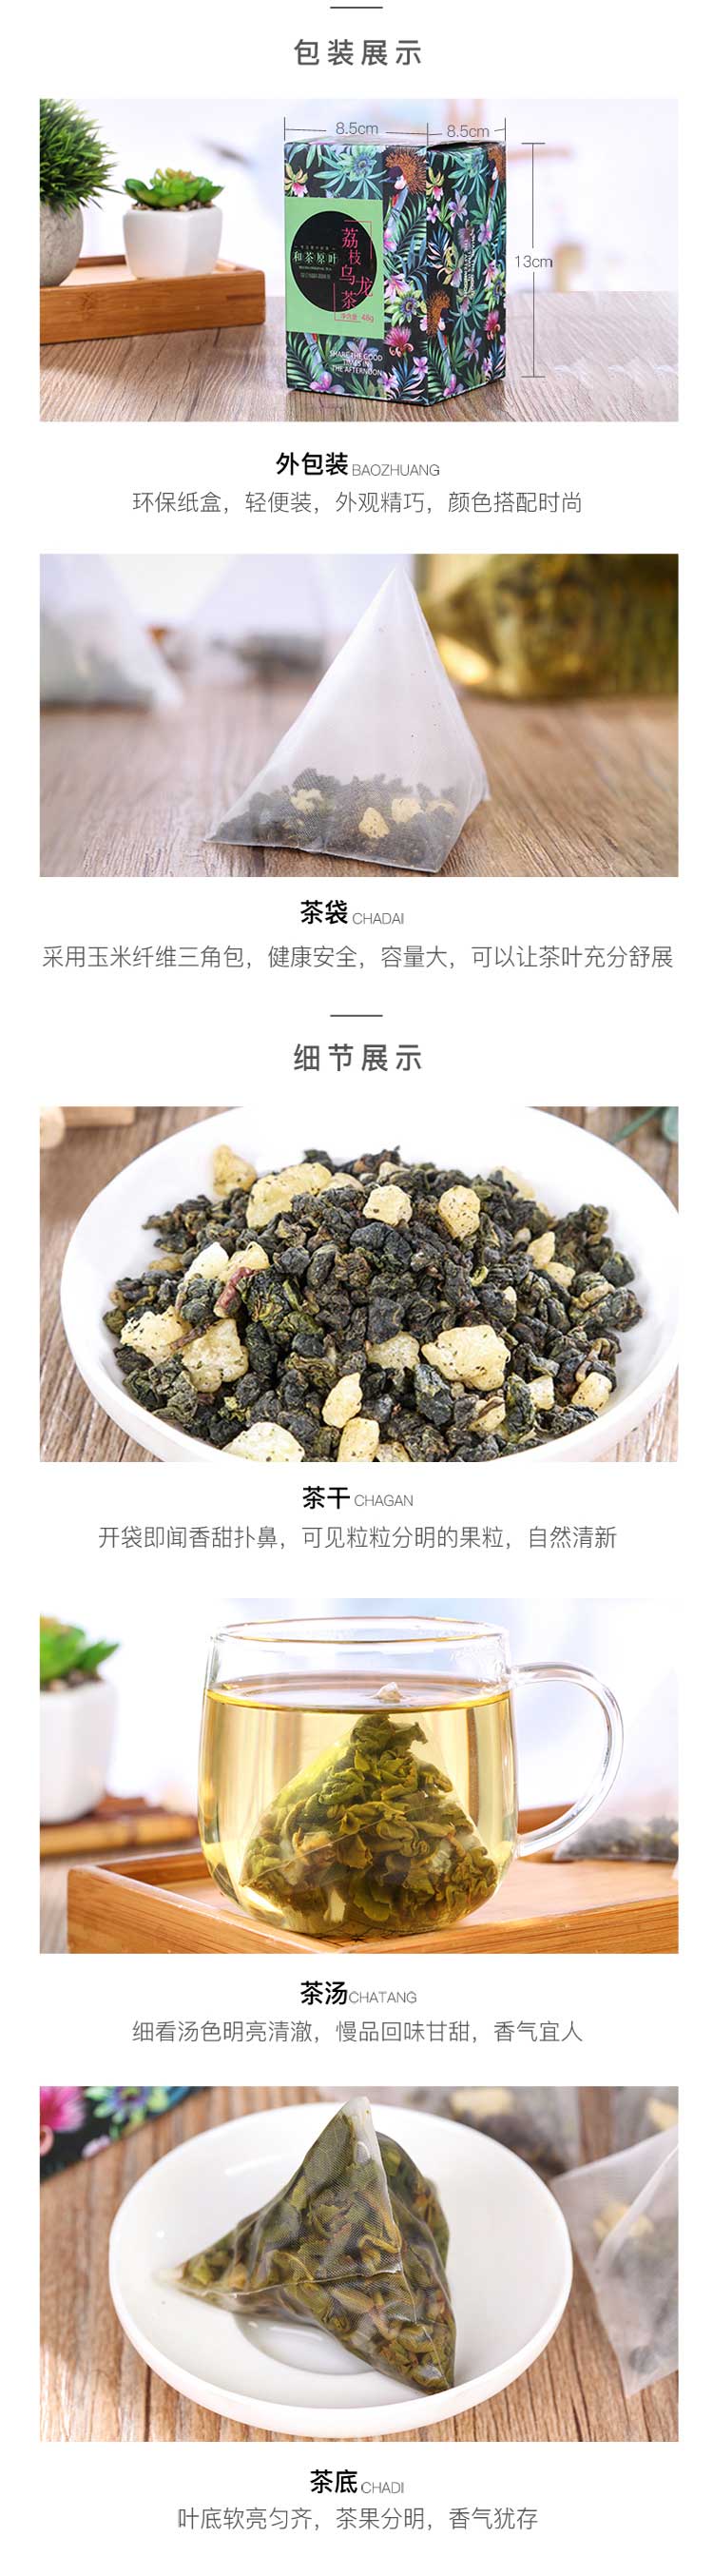 包装展示
8.5cm
8.5cm
13cm
和茶原叶
荔枝乌龙茶
净含量 48g
SHARE THE GOOD
TIMES IN
THE AFTERNOON
外包装 BAOZHUANG
环保纸盒，轻便装，外观精巧，颜色搭配时尚
茶袋 CHADAI
采用玉米纤维三角包，健康安全，容量大，可以让茶叶充分舒展
细节展示
茶干 CHAGAN
开袋即闻香甜扑鼻，可见粒粒分明的果粒，自然清新
茶汤 CHATANG
细看汤色明亮清澈，慢品回味甘甜，香气宜人
茶底 CHADI
叶底软亮匀齐，茶果分明，香气犹存